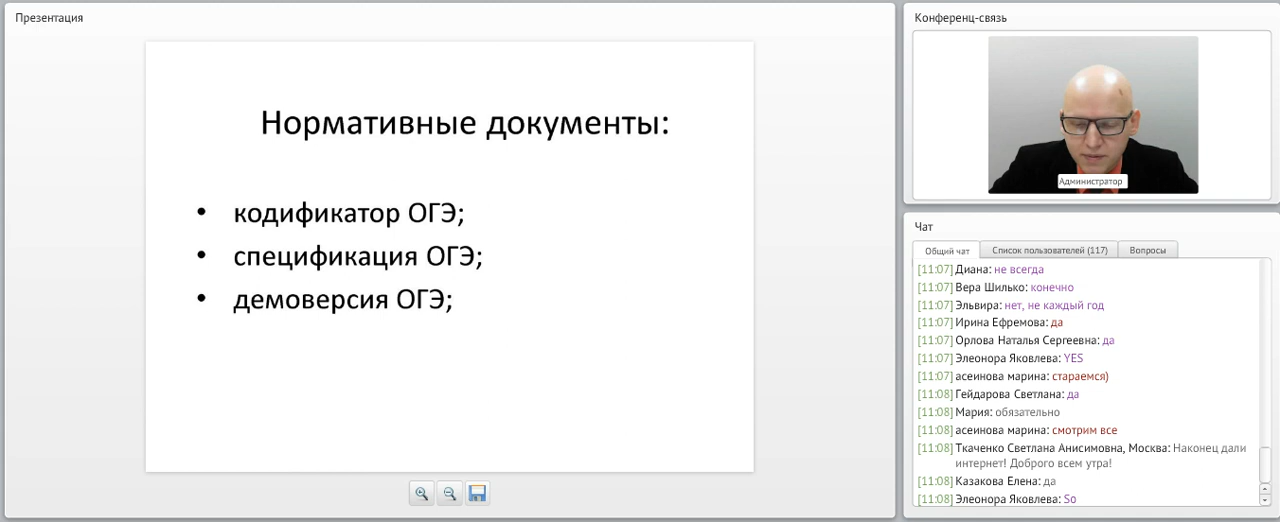 Презентация
Нормативные документы:
• кодификатор ОГЭ;
• спецификация ОГЭ;
• демоверсия ОГЭ;
Конференц-связь
Администратор
Чат
Общий чат
Список пользователей (117)
Вопросы
[11:07] Диана: не всегда
[11:07] Вера Шилько: конечно
[11:07] Эльвира: нет, не каждый год
[11:07] Ирина Ефремова: да
[11:07] Орлова Наталья Сергеевна: да
[11:07] Элеонора Яковлева: YES
[11:07] асеинова марина: стараемся)
[11:08] Гейдарова Светлана: да
[11:08] Мария: обязательно
[11:08] асеинова марина: смотрим все
[11:08] Ткаченко Светлана Анисимовна, Москва: Наконец дали
интернет! Доброго всем утра!
[11:08] Казакова Елена: да
[11:08] Элеонора Яковлева: So